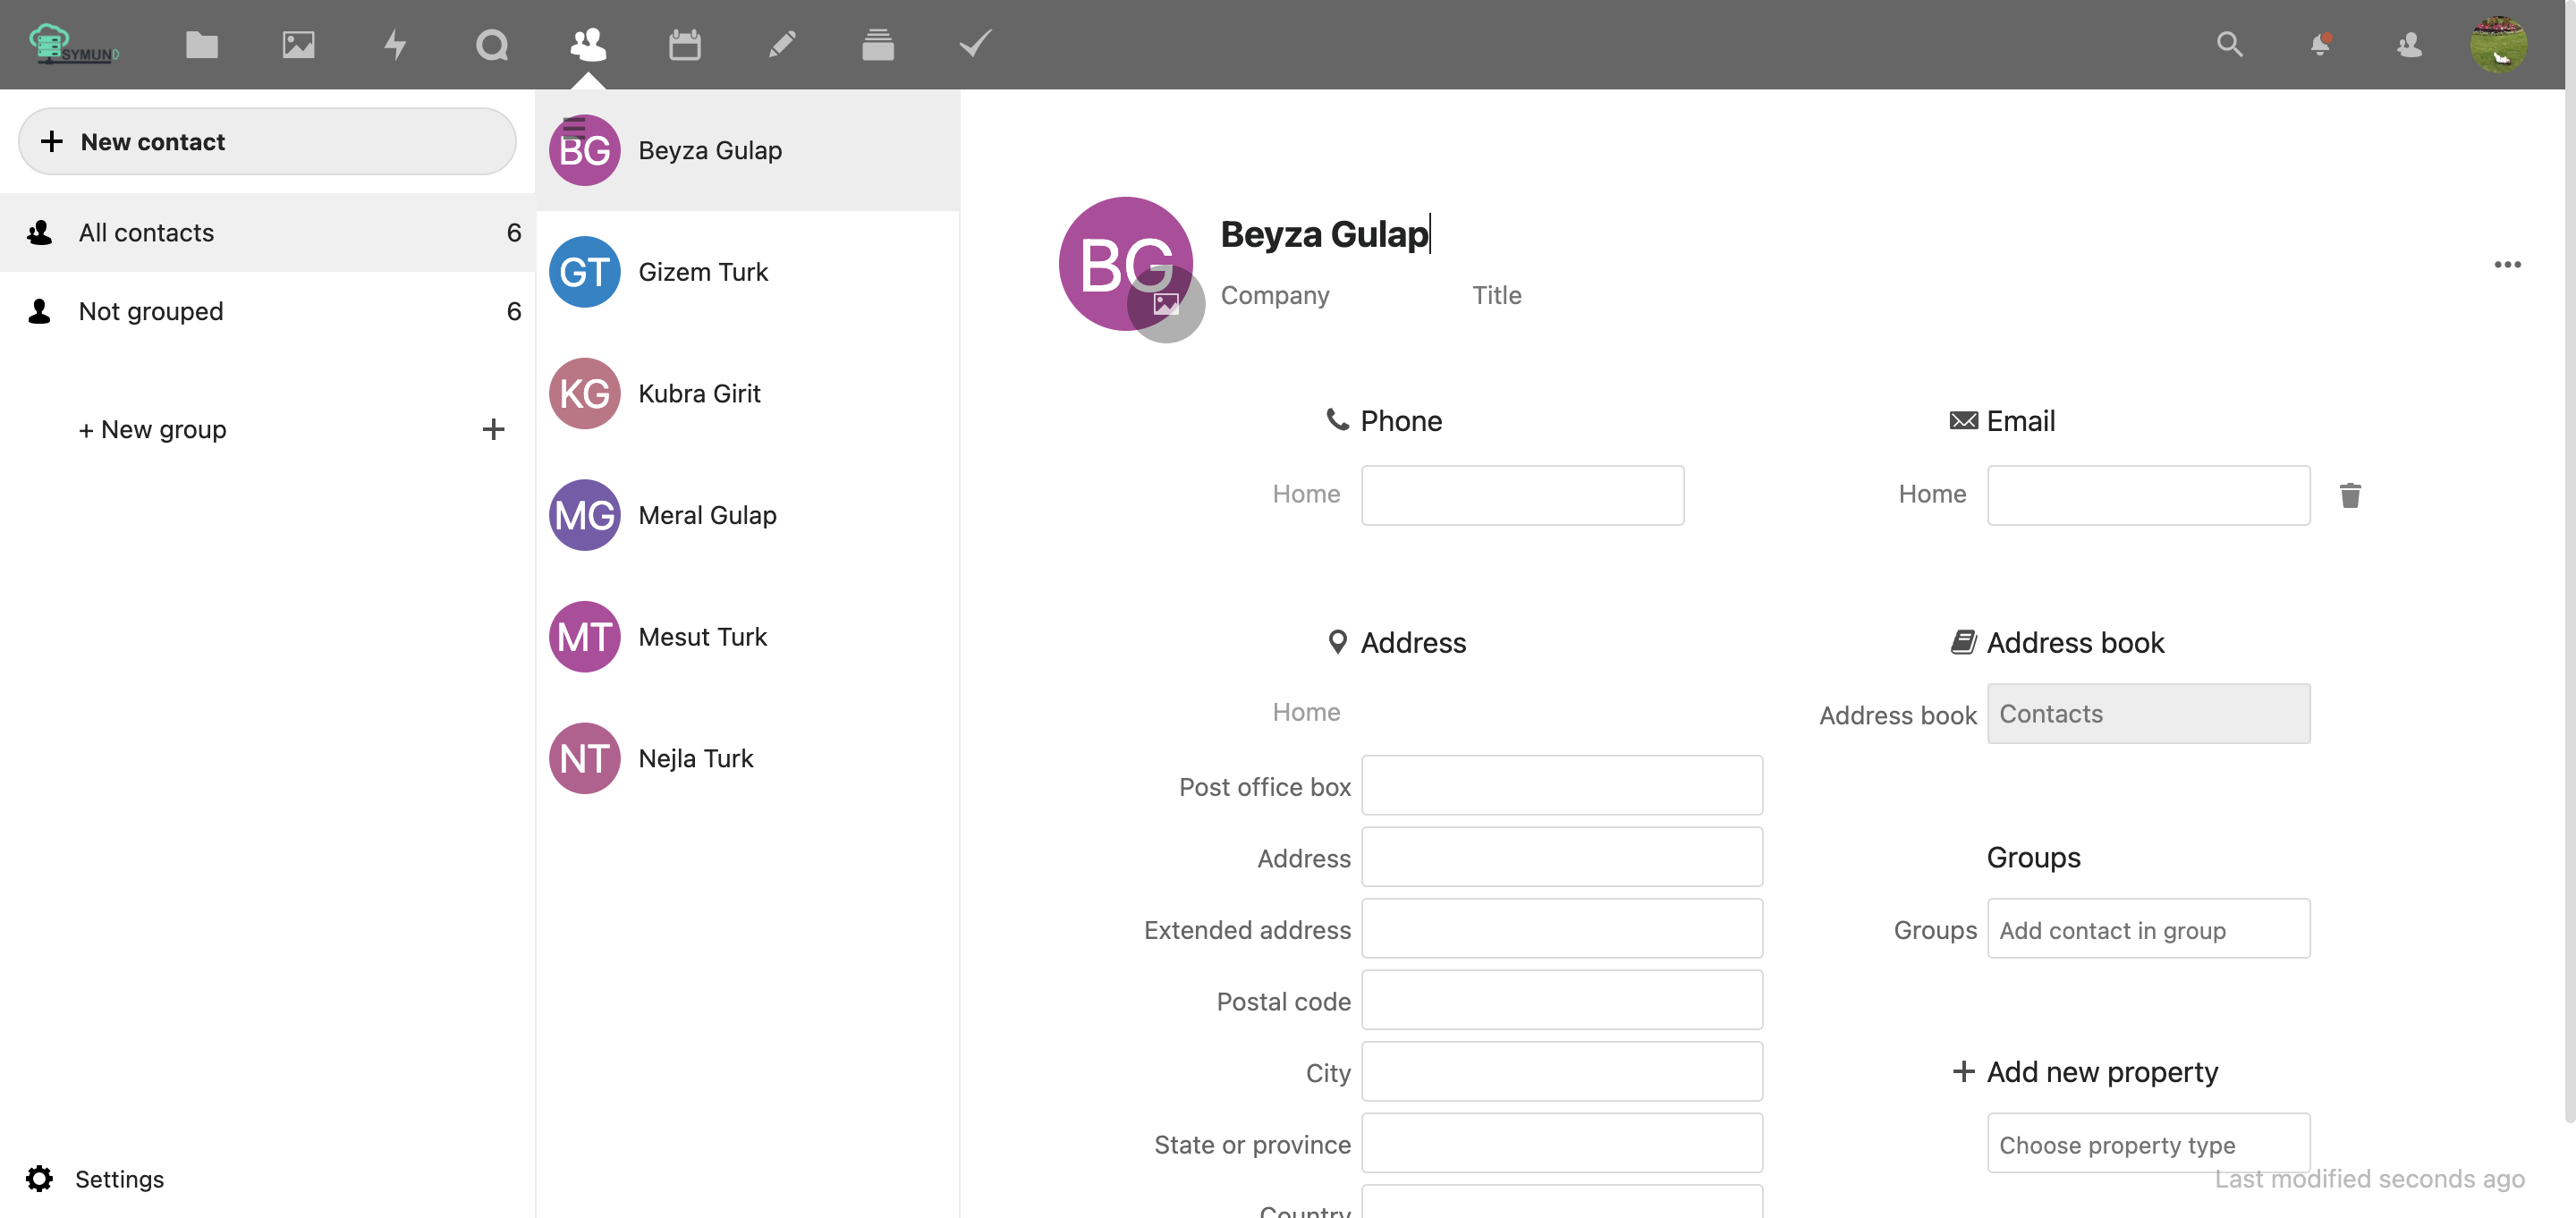 SYMUND
New contact
All contacts 6
Not grouped 6
+ New group
Settings
BG Beyza Gulap
GT Gizem Turk
KG Kubra Girit
MG Meral Gulap
MT Mesut Turk
NT Nejla Turk
BG
Beyza Gulap
Company Title
Phone
Home
Email
Home
Address
Home
Post office box
Address
Extended address
Postal code
City
State or province
Country
Address book
Address book Contacts
Groups
Groups Add contact in group
Add new property
Choose property type
Last modified seconds ago